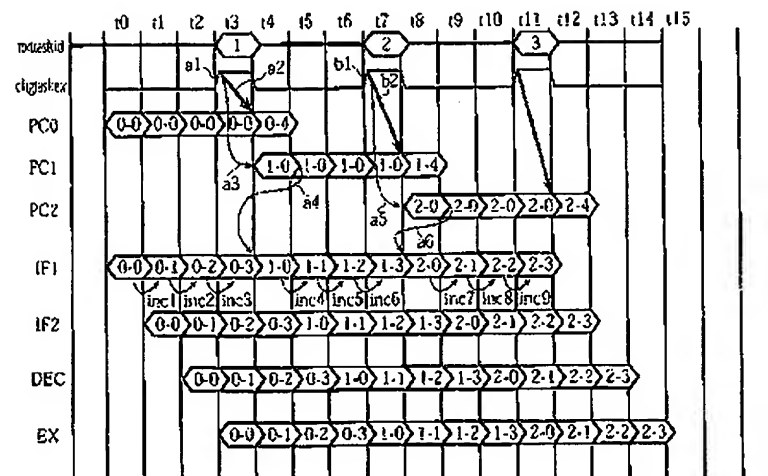 t0 t1 t2 t3 t4 t5 t6 t7 t8 t9 t10 t11 t12 t13 t14 t15
nxttaskid 1 2 3
a1 a2 b1 b2
chgtaskex
PC0 0-0 0-0 0-0 0-0 0-4
PC1 1-0 1-0 1-0 1-0 1-4
a3 a4
PC2 2-0 2-0 2-0 2-0 2-4
a5 a6
IF1 0-0 0-1 0-2 0-3 1-0 1-1 1-2 1-3 2-0 2-1 2-2 2-3
inc1 inc2 inc3 inc4 inc5 inc6 inc7 inc8 inc9
IF2 0-0 0-1 0-2 0-3 1-0 1-1 1-2 1-3 2-0 2-1 2-2 2-3
DEC 0-0 0-1 0-2 0-3 1-0 1-1 1-2 1-3 2-0 2-1 2-2 2-3
EX 0-0 0-1 0-2 0-3 1-0 1-1 1-2 1-3 2-0 2-1 2-2 2-3